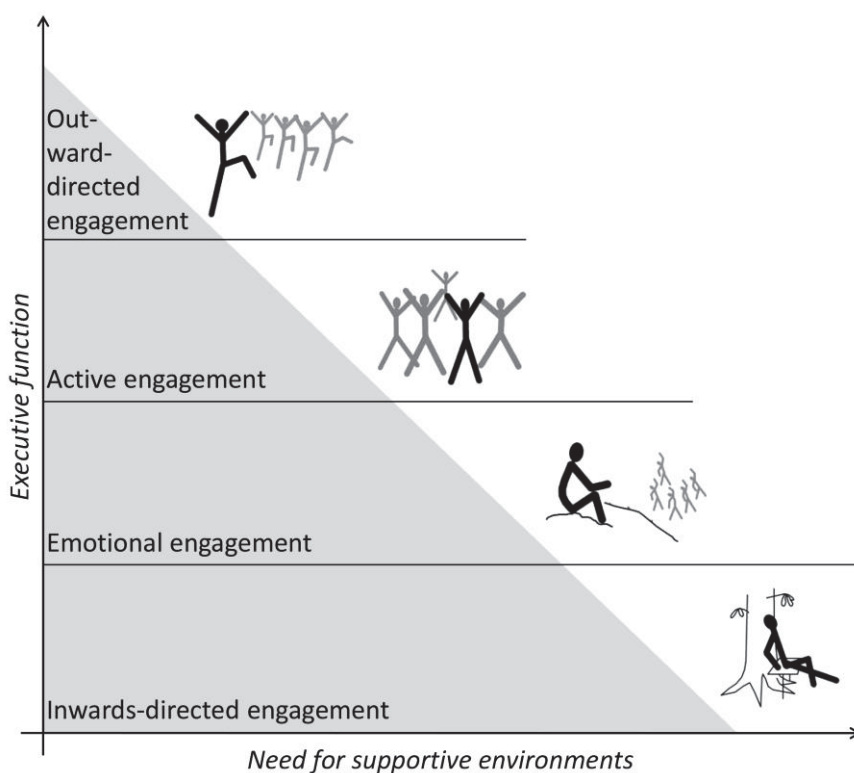 Out-
ward-
directed
engagement
Active engagement
Emotional engagement
Inwards-directed engagement
Executive function
Need for supportive environments